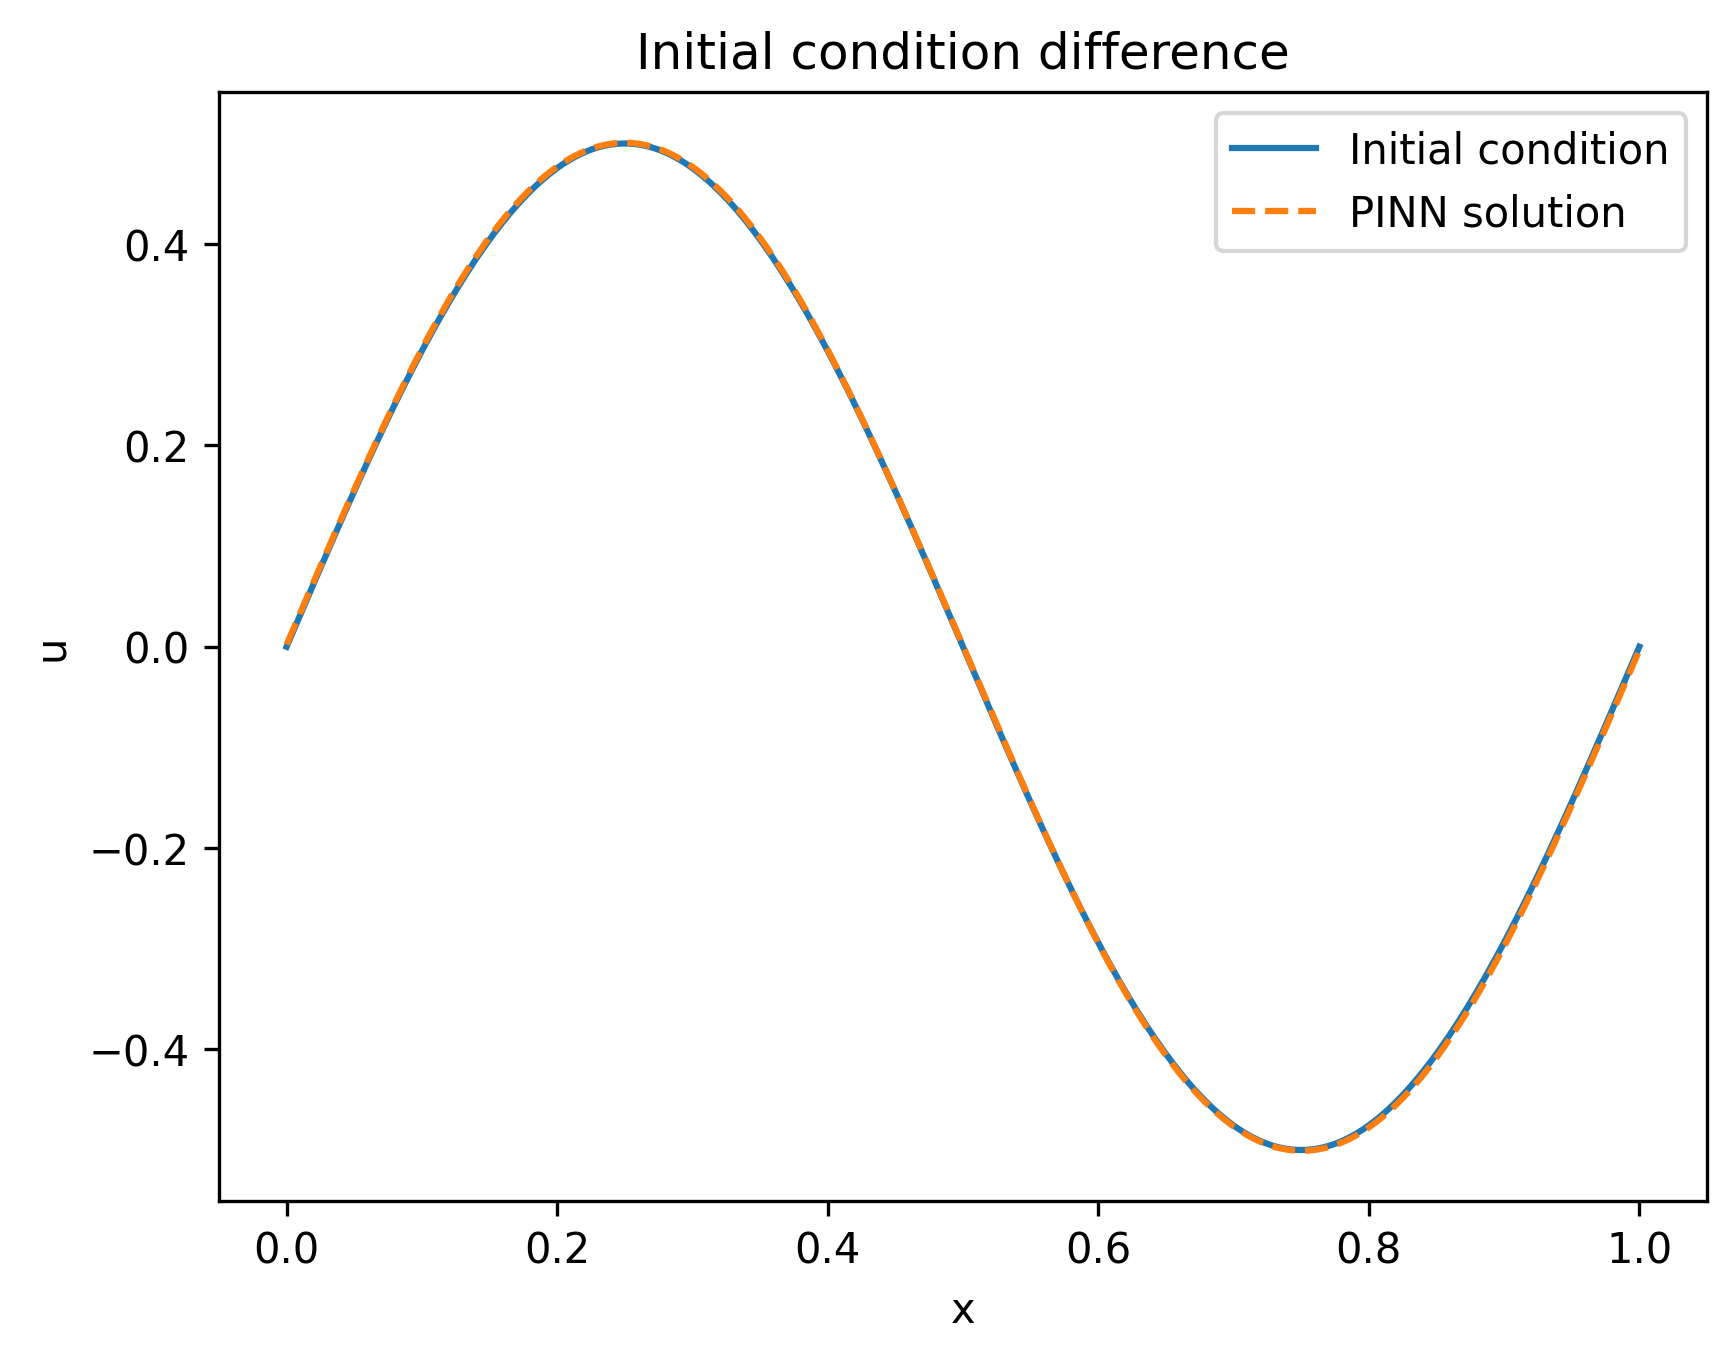 Initial condition difference
Initial condition
PINN solution
0.4
0.2
0.0
−0.2
−0.4
u
0.0 0.2 0.4 0.6 0.8 1.0
x